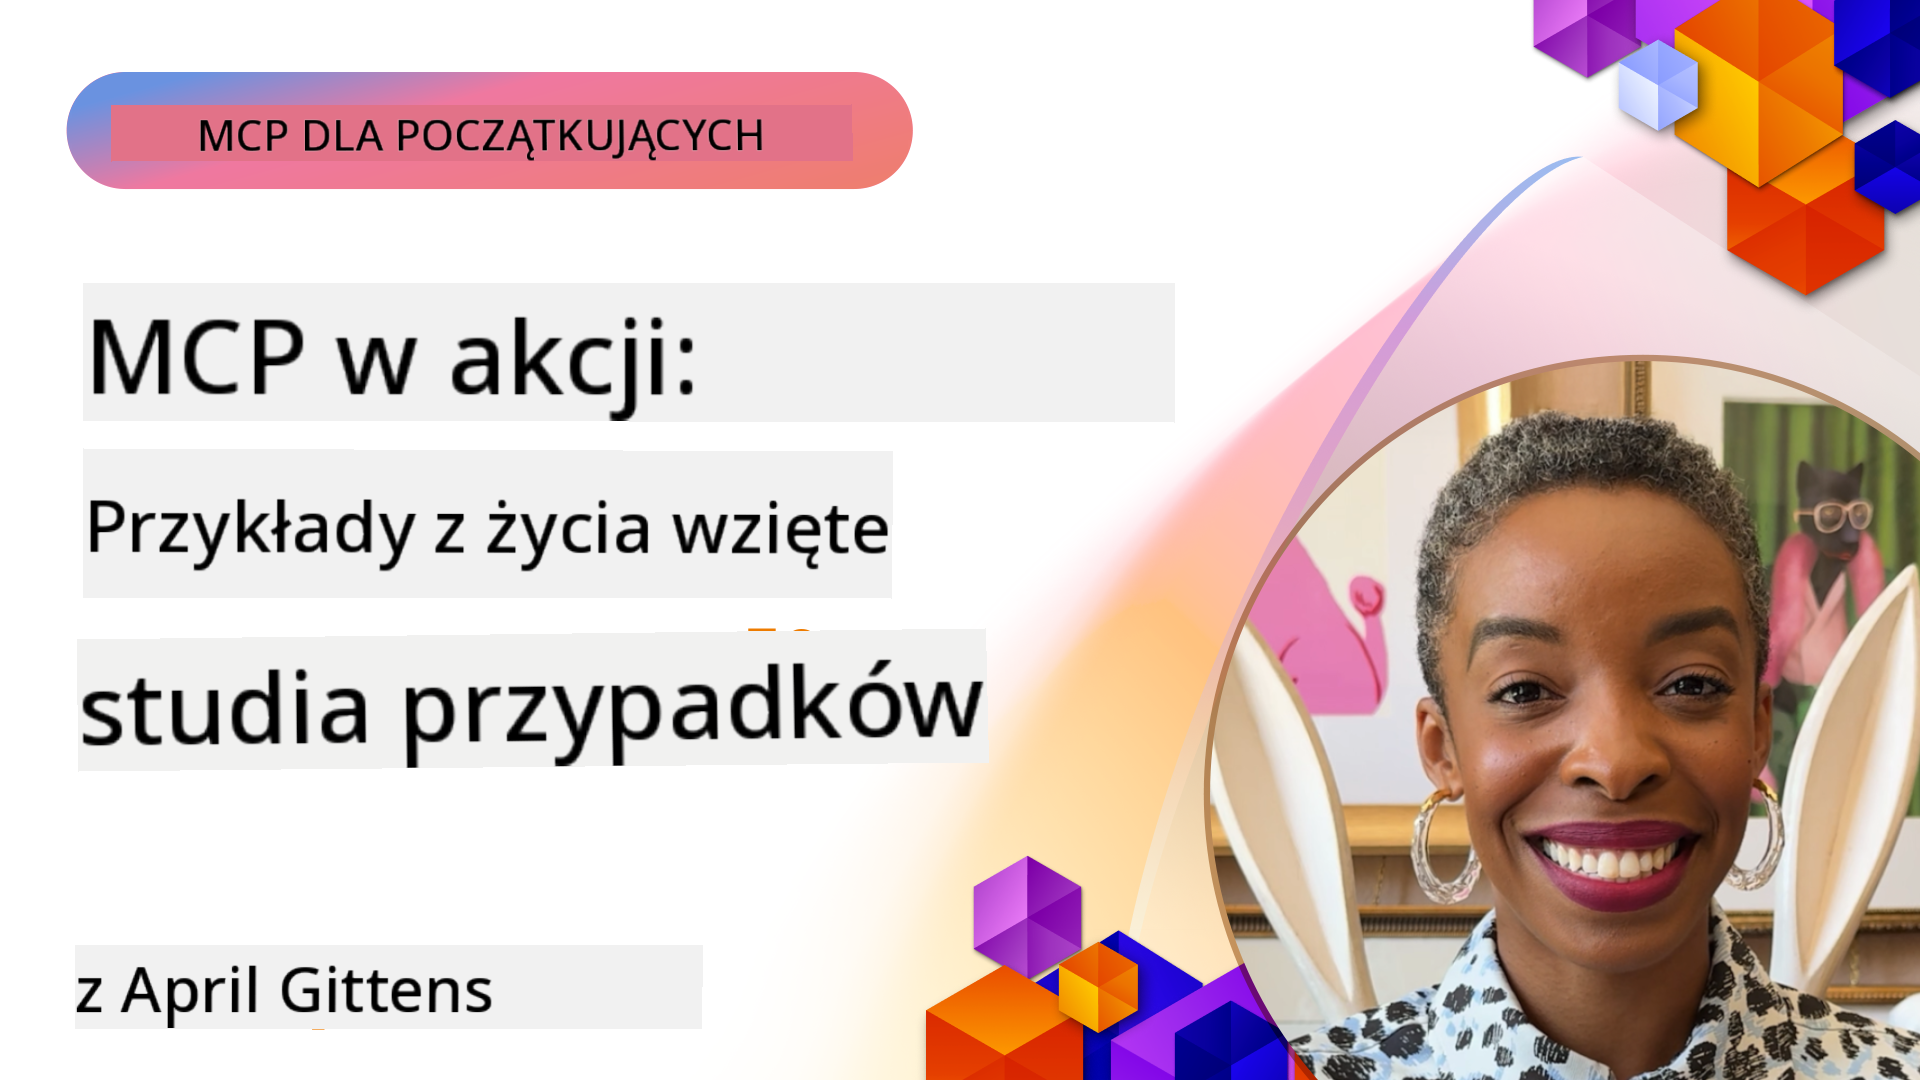 MCP DLA POCZĄTKUJĄCYCH
MCP w akcji:
Przykłady z życia wzięte
studia przypadków
z April Gittens